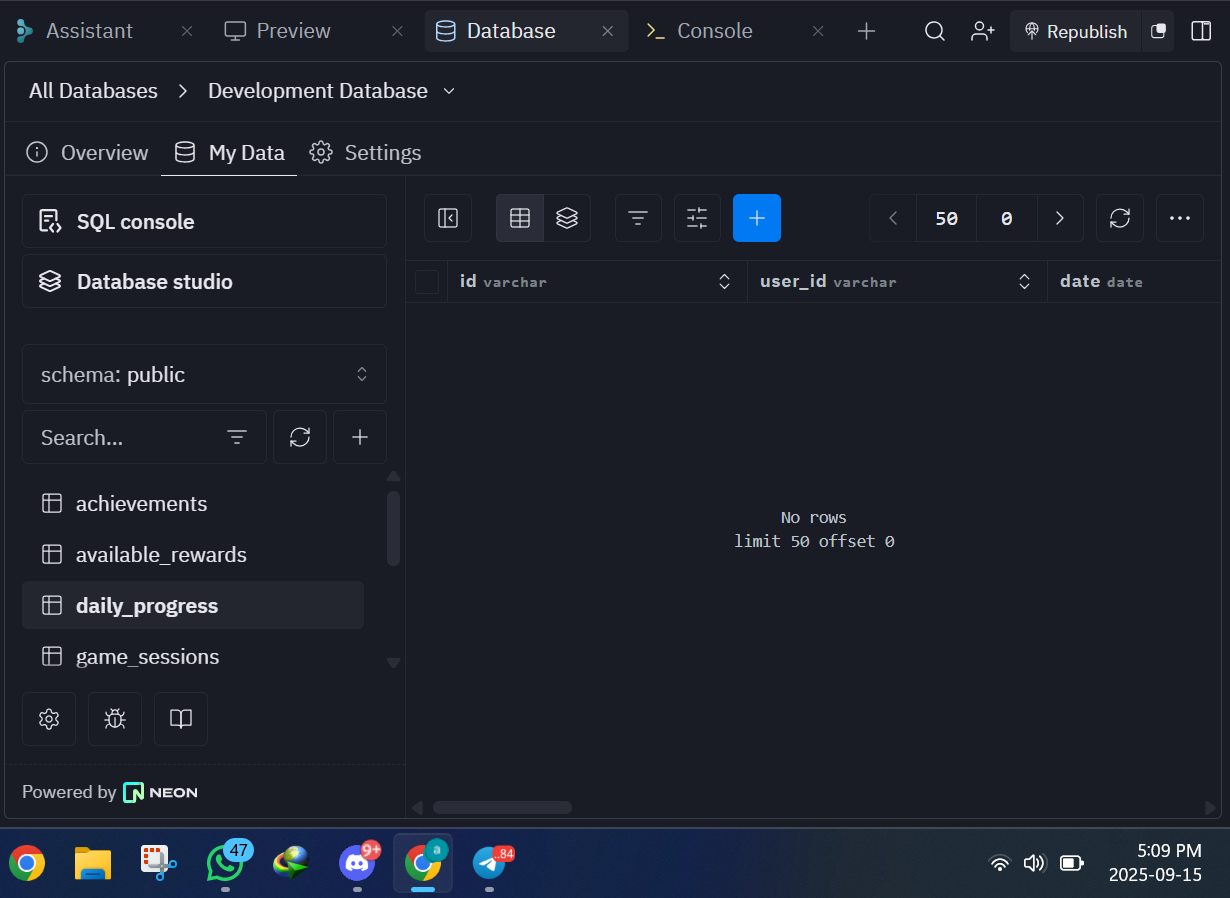 Assistant
Preview
Database
Console
Republish
All Databases
Development Database
Overview
My Data
Settings
SQL console
Database studio
schema: public
Search...
achievements
available_rewards
daily_progress
game_sessions
Powered by NEON
50
0
id varchar
user_id varchar
date date
No rows
limit 50 offset 0
47
9+
a
..84
5:09 PM
2025-09-15